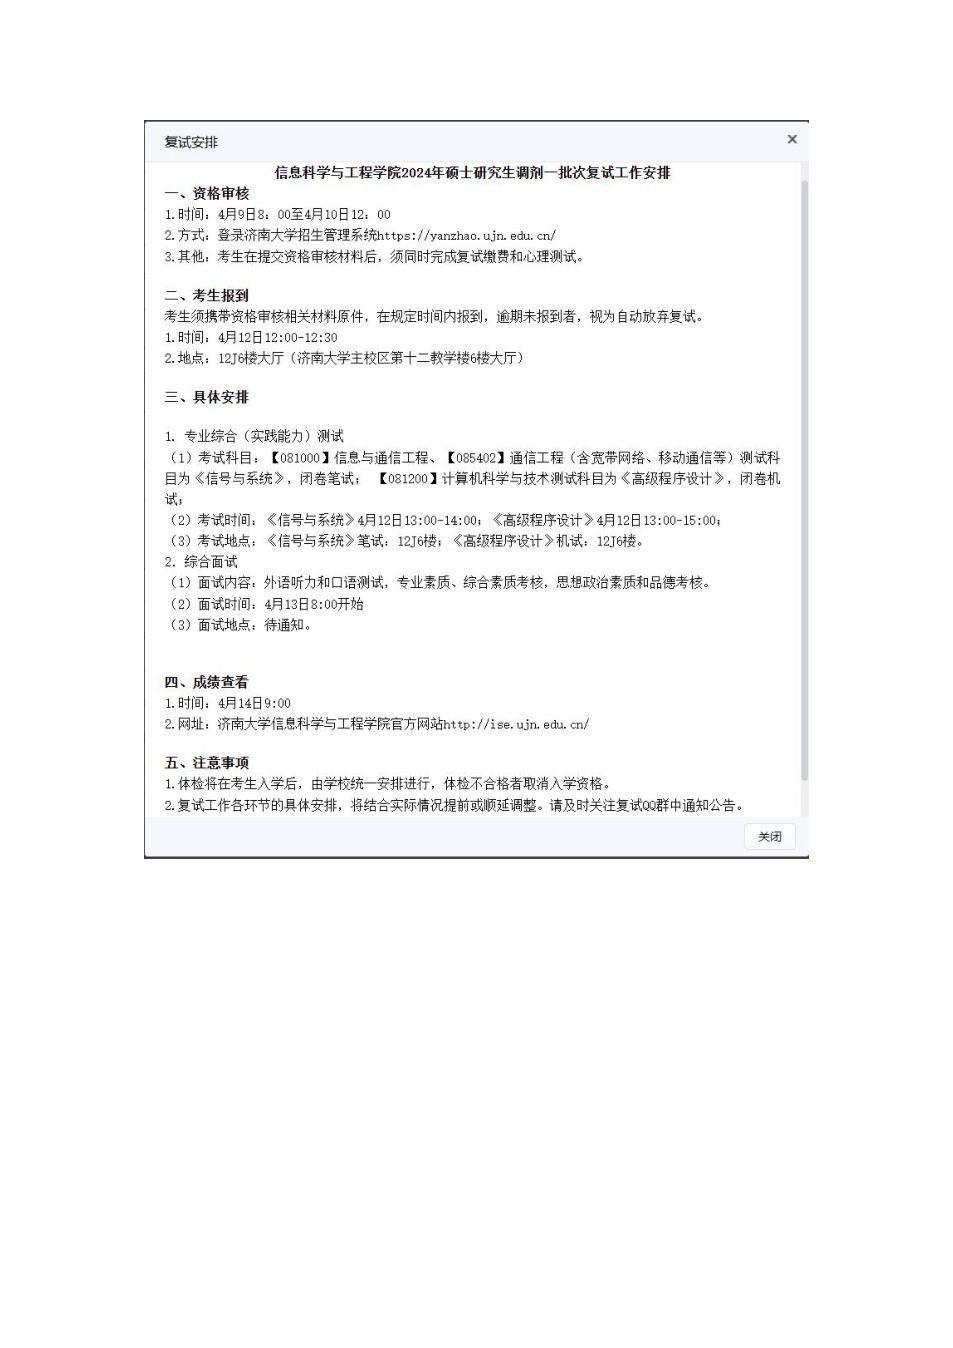 复试安排
×
信息科学与工程学院2024年硕士研究生调剂一批次复试工作安排
一、资格审核
1.时间：4月9日8：00至4月10日12：00
2.方式：登录济南大学招生管理系统https://yanzhao.ujn.edu.cn/
3.其他：考生在提交资格审核材料后，须同时完成复试缴费和心理测试。
二、考生报到
考生须携带资格审核相关材料原件，在规定时间内报到，逾期未报到者，视为自动放弃复试。
1.时间：4月12日12:00-12:30
2.地点：12J6楼大厅（济南大学主校区第十二教学楼6楼大厅）
三、具体安排
1. 专业综合（实践能力）测试
（1）考试科目：【081000】信息与通信工程、【085402】通信工程（含宽带网络、移动通信等）测试科
目为《信号与系统》，闭卷笔试； 【081200】计算机科学与技术测试科目为《高级程序设计》，闭卷机
试；
（2）考试时间：《信号与系统》4月12日13:00-14:00；《高级程序设计》4月12日13:00-15:00；
（3）考试地点：《信号与系统》笔试：12J6楼；《高级程序设计》机试：12J6楼。
2. 综合面试
（1）面试内容：外语听力和口语测试，专业素质、综合素质考核，思想政治素质和品德考核。
（2）面试时间：4月13日8:00开始
（3）面试地点：待通知。
四、成绩查看
1.时间：4月14日9:00
2.网址：济南大学信息科学与工程学院官方网站http://ise.ujn.edu.cn/
五、注意事项
1.体检将在考生入学后，由学校统一安排进行，体检不合格者取消入学资格。
2.复试工作各环节的具体安排，将结合实际情况提前或顺延调整。请及时关注复试QQ群中通知公告。
关闭